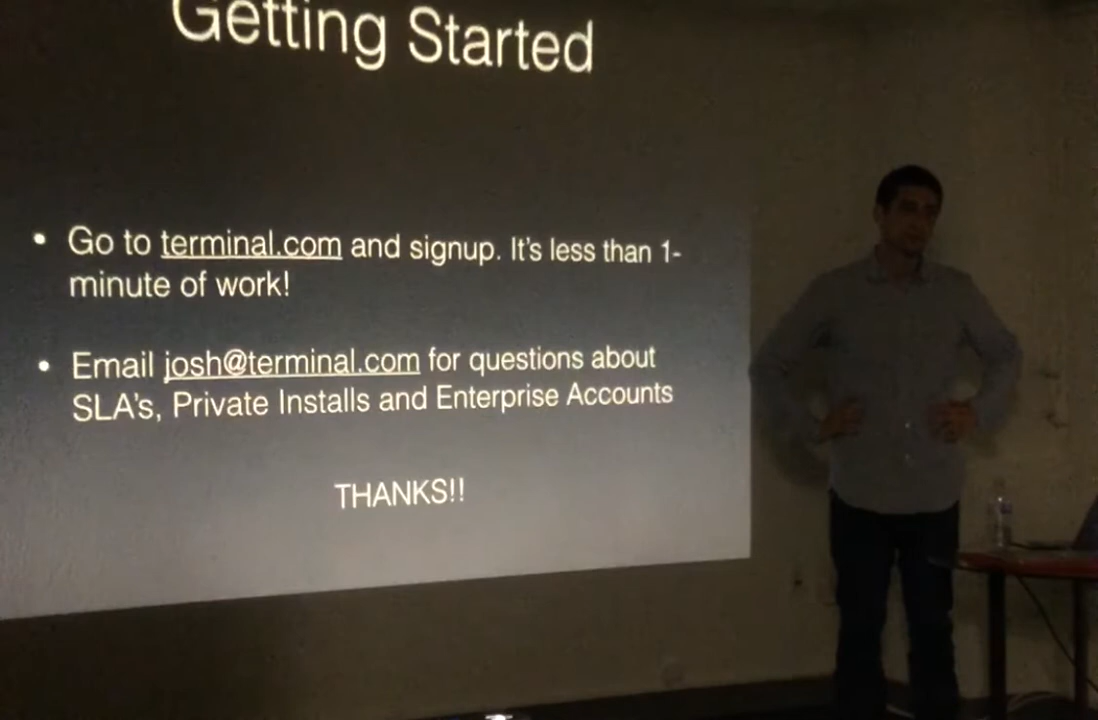 Getting Started
• Go to terminal.com and signup. It's less than 1-
minute of work!
• Email josh@terminal.com for questions about
SLA's, Private Installs and Enterprise Accounts
THANKS!!